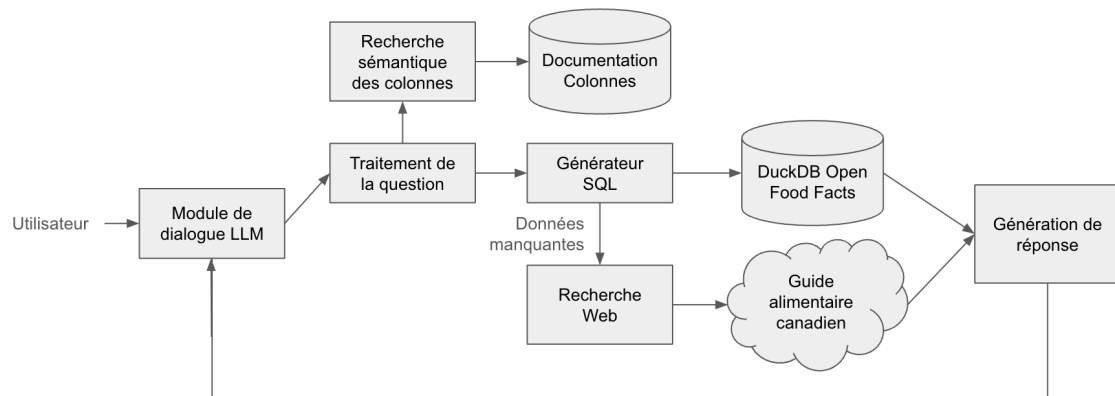 Recherche
sémantique
des colonnes
Documentation
Colonnes
Traitement de
la question
Générateur
SQL
DuckDB Open
Food Facts
Utilisateur
Module de
dialogue LLM
Données
manquantes
Génération de
réponse
Recherche
Web
Guide
alimentaire
canadien